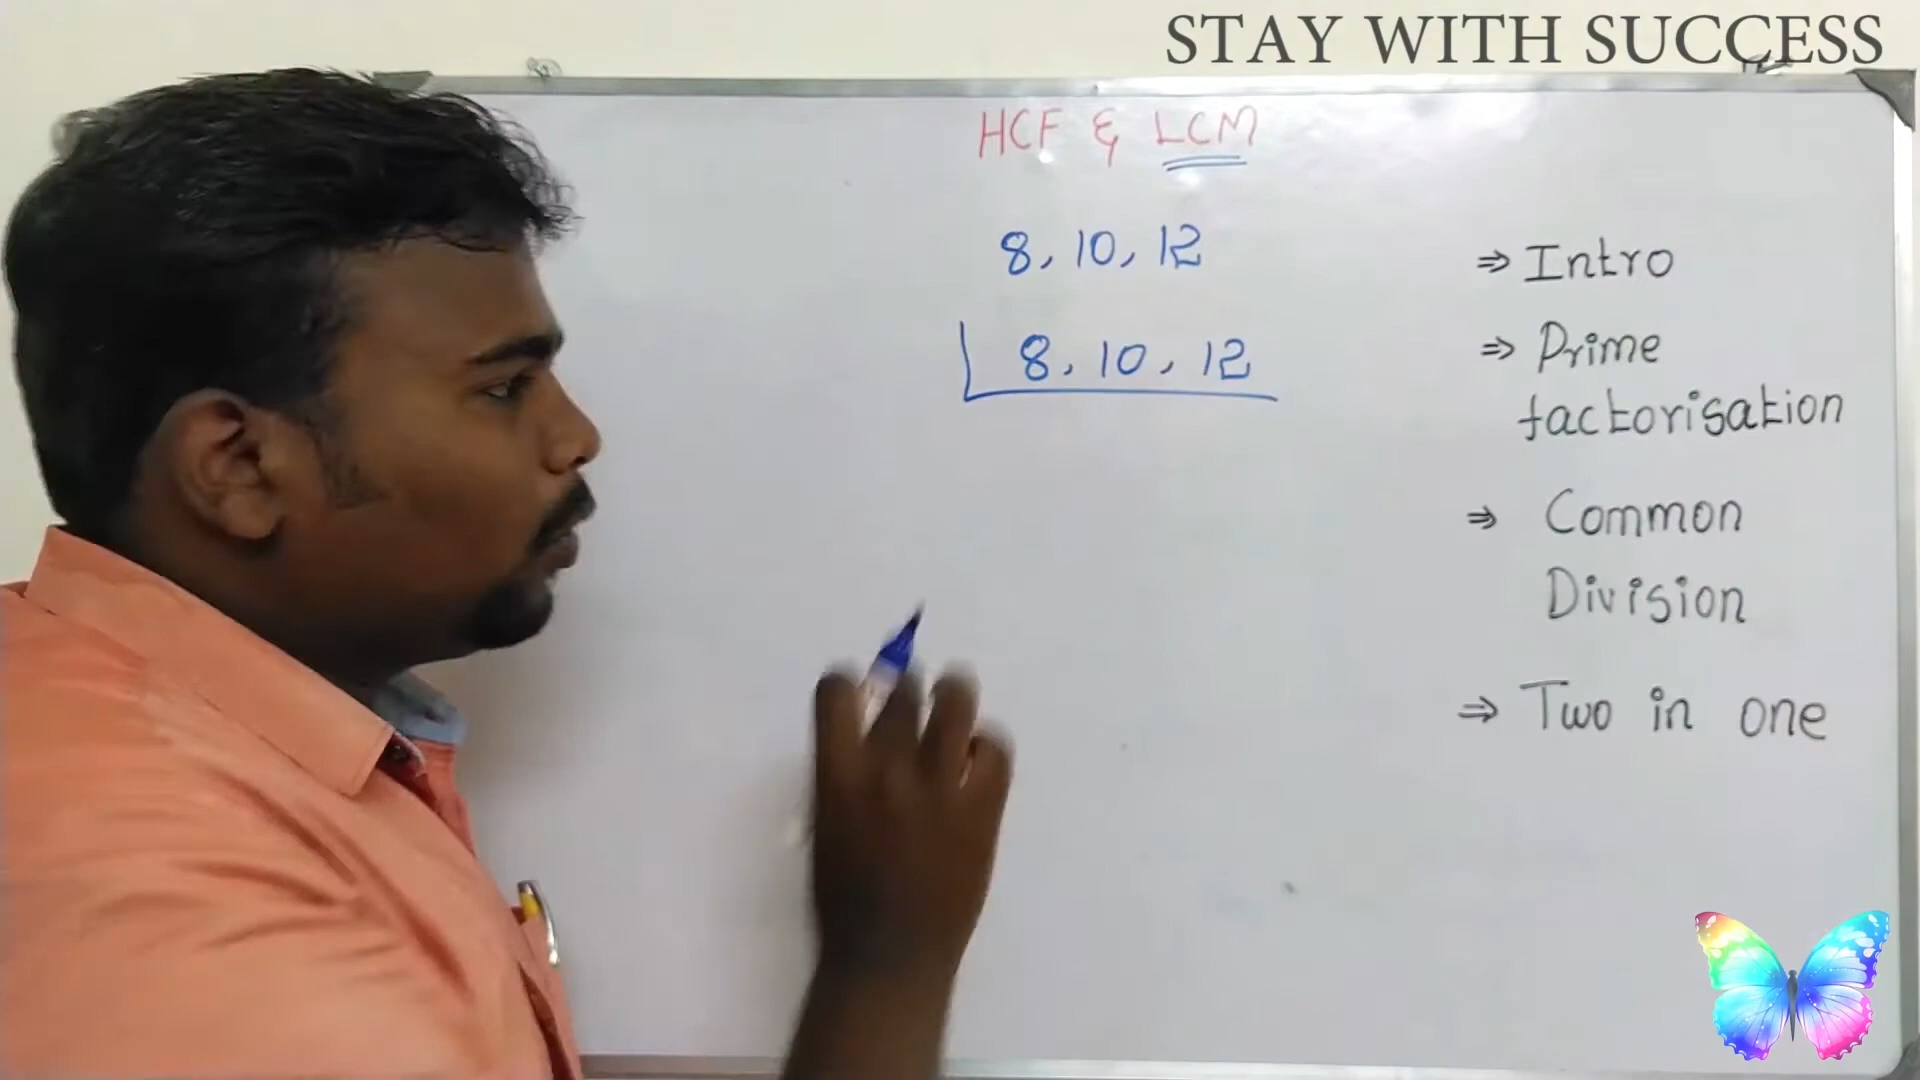 STAY WITH SUCCESS
HCF & LCM
8, 10, 12
8, 10, 12
⇒ Intro
⇒ Prime
factorisation
⇒ Common
Division
⇒ Two in one